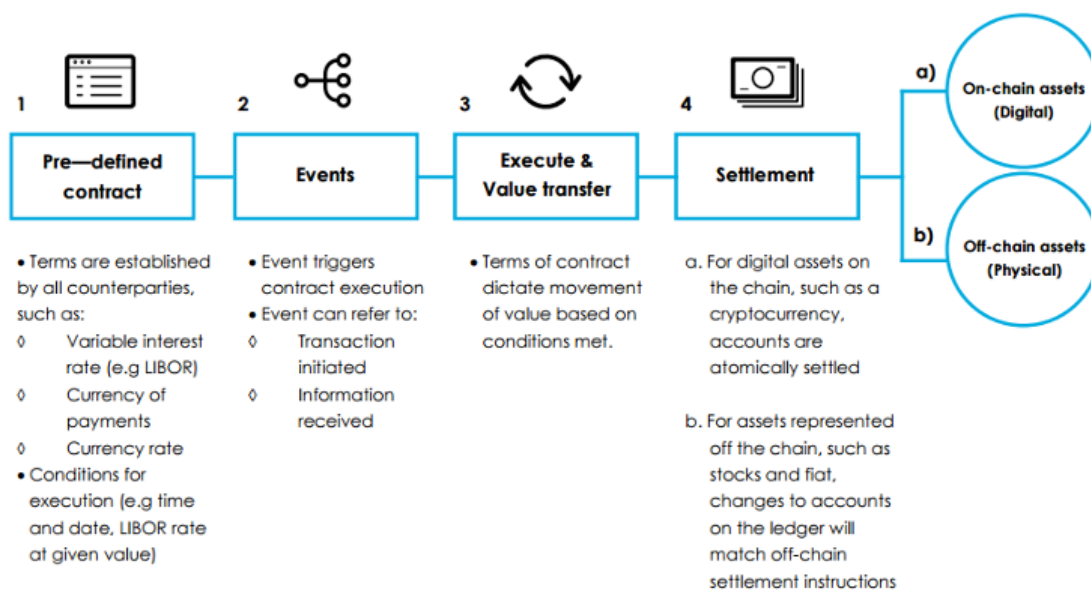 1
Pre—defined
contract
• Terms are established
by all counterparties,
such as:
◊ Variable interest
rate (e.g LIBOR)
◊ Currency of
payments
◊ Currency rate
• Conditions for
execution (e.g time
and date, LIBOR rate
at given value)
2
Events
• Event triggers
contract execution
• Event can refer to:
◊ Transaction
initiated
◊ Information
received
3
Execute &
Value transfer
• Terms of contract
dictate movement
of value based on
conditions met.
4
Settlement
a. For digital assets on
the chain, such as a
cryptocurrency,
accounts are
atomically settled
b. For assets represented
off the chain, such as
stocks and fiat,
changes to accounts
on the ledger will
match off-chain
settlement instructions
a)
On-chain assets
(Digital)
b)
Off-chain assets
(Physical)